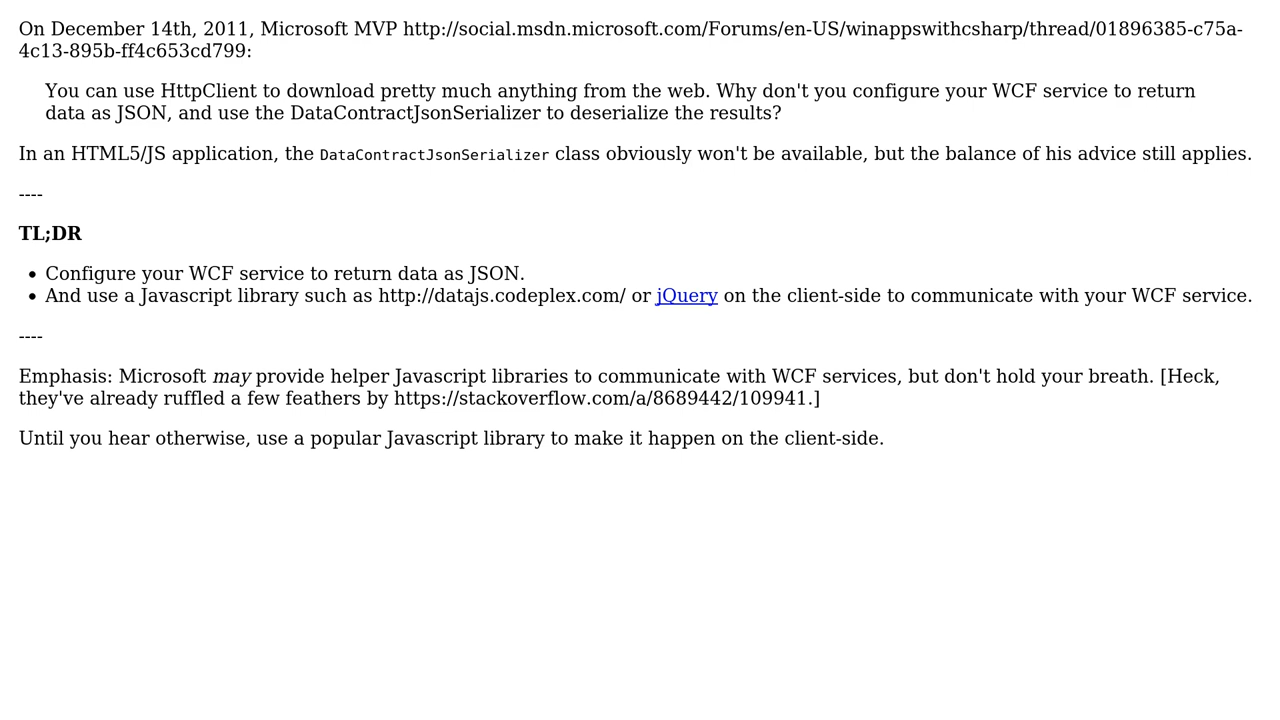 On December 14th, 2011, Microsoft MVP http://social.msdn.microsoft.com/Forums/en-US/winappswithcsharp/thread/01896385-c75a-
4c13-895b-ff4c653cd799:
You can use HttpClient to download pretty much anything from the web. Why don't you configure your WCF service to return
data as JSON, and use the DataContractJsonSerializer to deserialize the results?
In an HTML5/JS application, the DataContractJsonSerializer class obviously won't be available, but the balance of his advice still applies.
----
TL;DR
• Configure your WCF service to return data as JSON.
• And use a Javascript library such as http://datajs.codeplex.com/ or jQuery on the client-side to communicate with your WCF service.
----
Emphasis: Microsoft may provide helper Javascript libraries to communicate with WCF services, but don't hold your breath. [Heck,
they've already ruffled a few feathers by https://stackoverflow.com/a/8689442/109941.]
Until you hear otherwise, use a popular Javascript library to make it happen on the client-side.